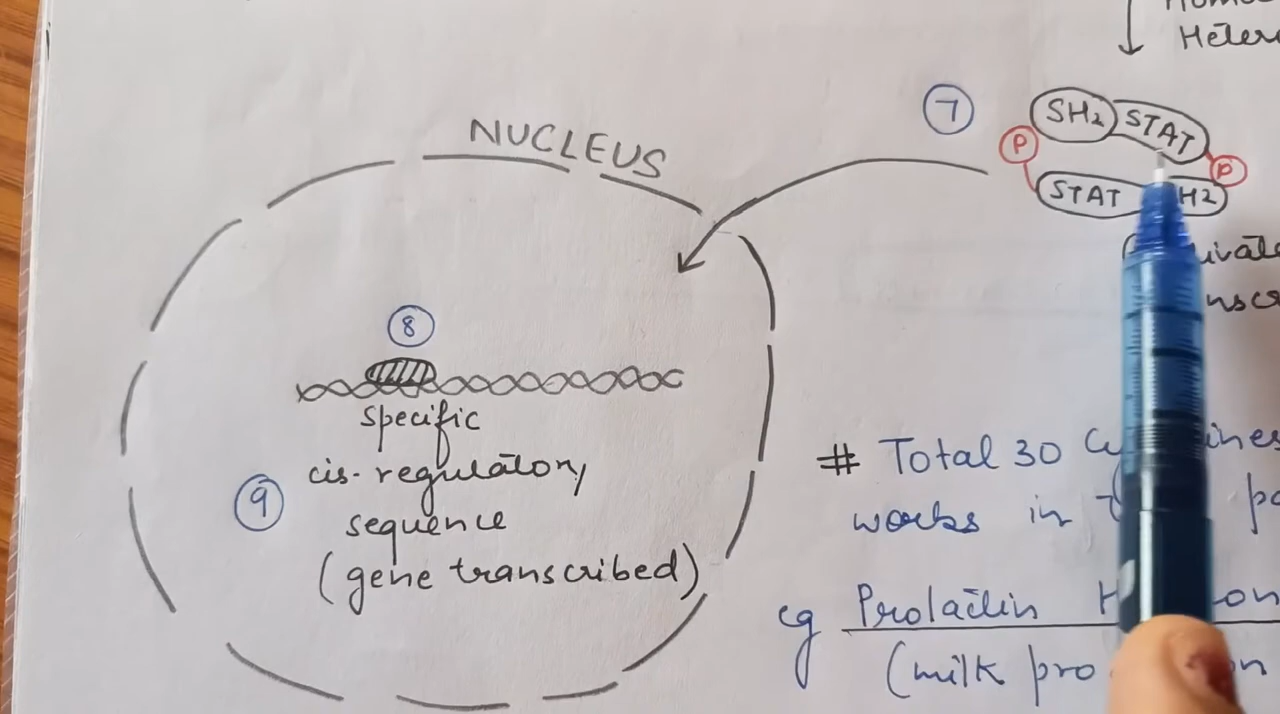 Hetero
7
SH2 STAT
P
P
STAT H2
NUCLEUS
8
specific
9
cis-regulatory
sequence
(gene transcribed)
# Total 30
works in
eg Prolactin
(milk